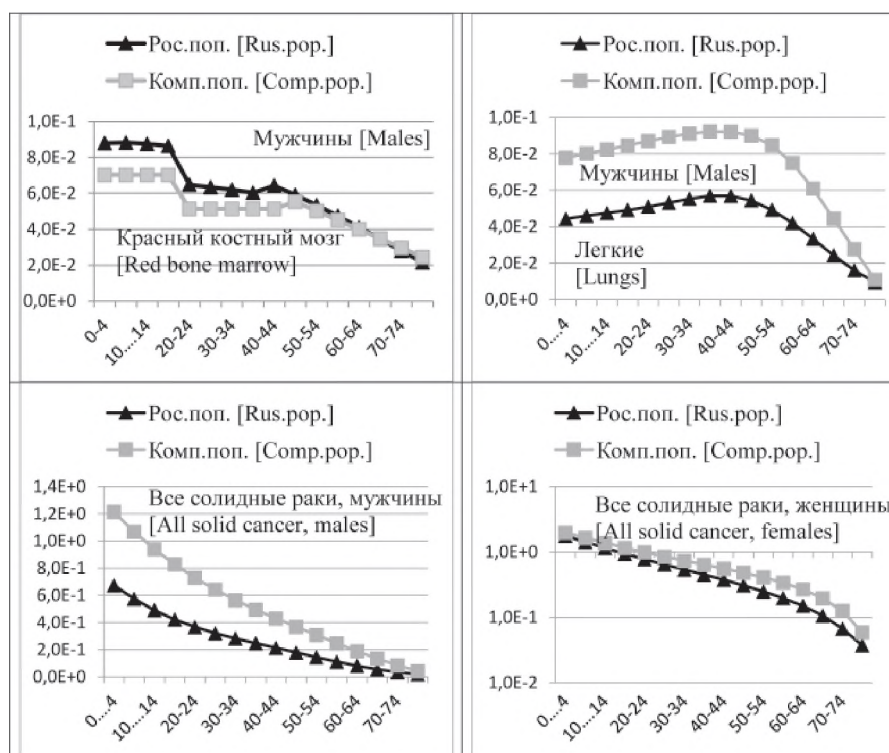 Рос.поп. [Rus.pop.]
Комп.поп. [Comp.pop.]
1,0E-1
8,0E-2
6,0E-2
4,0E-2
2,0E-2
0,0E+0
Мужчины [Males]
Красный костный мозг
[Red bone marrow]
0-4
10....14
20-24
30-34
40-44
50-54
60-64
70-74
Рос.поп. [Rus.pop.]
Комп.поп. [Comp.pop.]
1,0E-1
8,0E-2
6,0E-2
4,0E-2
2,0E-2
0,0E+0
Мужчины [Males]
Легкие
[Lungs]
0....4
10....14
20-24
30-34
40-44
50-54
60-64
70-74
Рос.поп. [Rus.pop.]
Комп.поп. [Comp.pop.]
1,4E+0
1,2E+0
1,0E+0
8,0E-1
6,0E-1
4,0E-1
2,0E-1
0,0E+0
Все солидные раки, мужчины
[All solid cancer, males]
0....4
10....14
20-24
30-34
40-44
50-54
60-64
70-74
Рос.поп. [Rus.pop.]
Комп.поп. [Comp.pop.]
1,0E+1
1,0E+0
1,0E-1
1,0E-2
Все солидные раки, женщины
[All solid cancer, females]
0....4
10....14
20-24
30-34
40-44
50-54
60-64
70-74